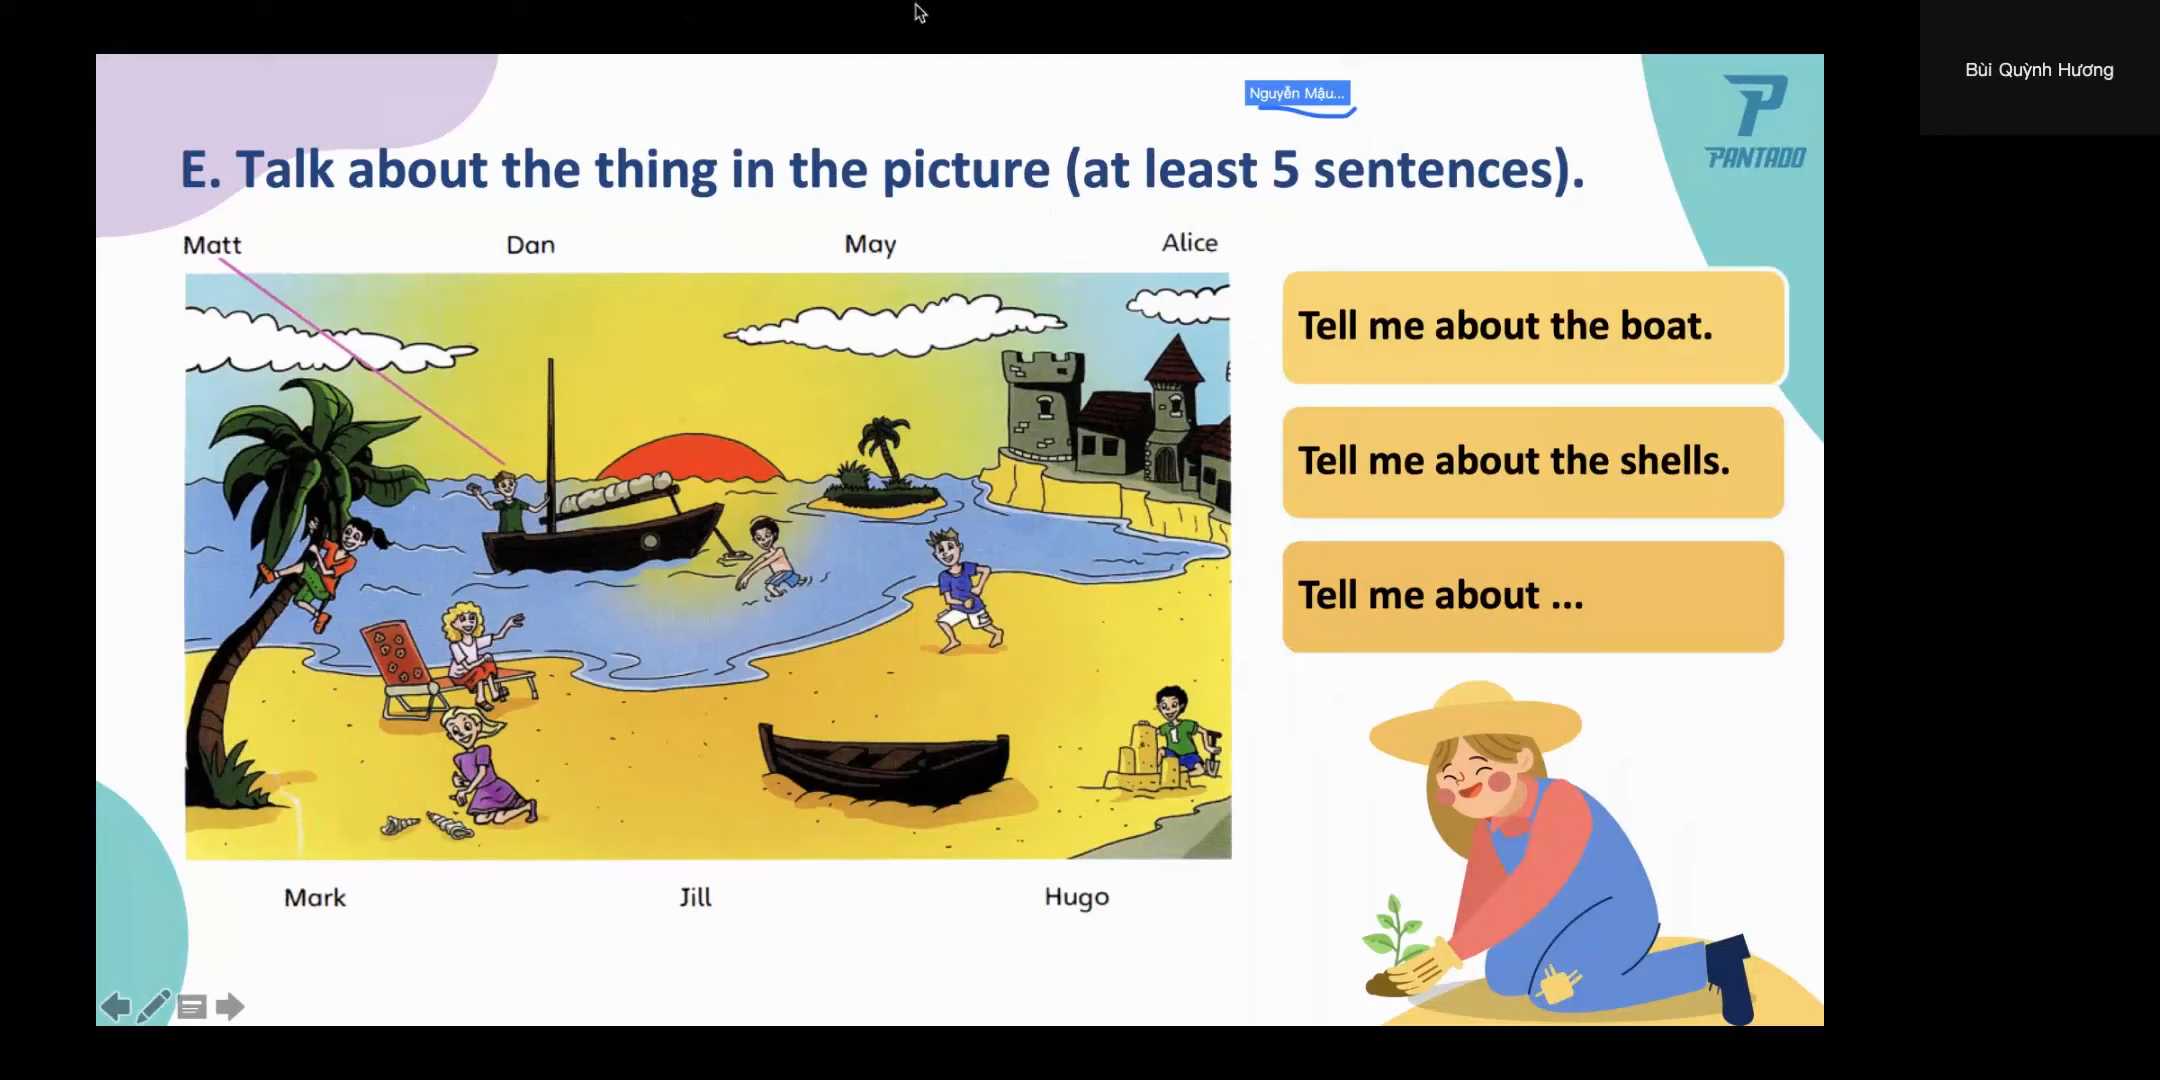 Bùi Quỳnh Hương
Nguyễn Mậu...
PANTADO
E. Talk about the thing in the picture (at least 5 sentences).
Matt Dan May Alice
Tell me about the boat.
Tell me about the shells.
Tell me about ...
1
Mark Jill Hugo